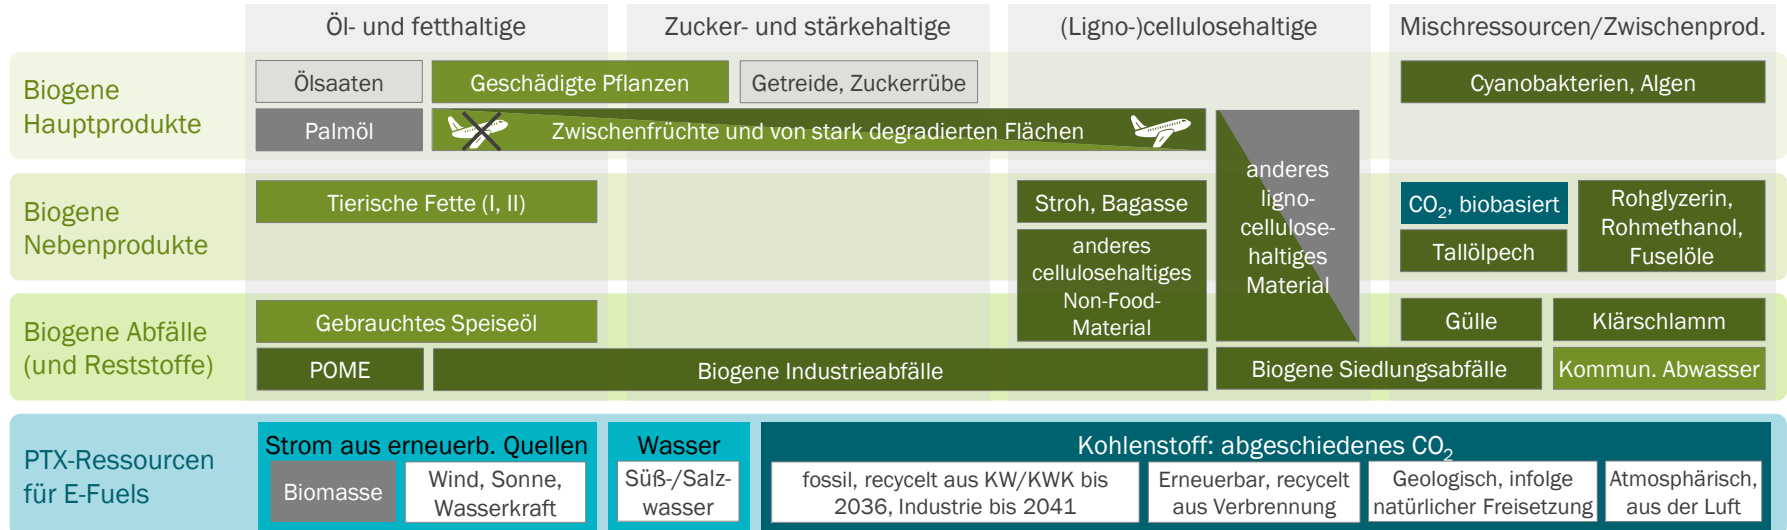 Öl- und fetthaltige
Zucker- und stärkehaltige
(Ligno-)cellulosehaltige
Mischressourcen/Zwischenprod.
Biogene
Hauptprodukte
Ölsaaten
Geschädigte Pflanzen
Getreide, Zuckerrübe
Cyanobakterien, Algen
Palmöl
Zwischenfrüchte und von stark degradierten Flächen
anderes
ligno-
cellulose-
haltiges
Material
Biogene
Nebenprodukte
Tierische Fette (I, II)
Stroh, Bagasse
anderes
cellulosehaltiges
Non-Food-
Material
CO₂, biobasiert
Tallölpech
Rohglyzerin,
Rohmethanol,
Fuselöle
Biogene Abfälle
(und Reststoffe)
Gebrauchtes Speiseöl
Gülle
Klärschlamm
POME
Biogene Industrieabfälle
Biogene Siedlungsabfälle
Kommun. Abwasser
PTX-Ressourcen
für E-Fuels
Strom aus erneuerb. Quellen
Biomasse
Wind, Sonne,
Wasserkraft
Wasser
Süß-/Salz-
wasser
Kohlenstoff: abgeschiedenes CO₂
fossil, recycelt aus KW/KWK bis
2036, Industrie bis 2041
Erneuerbar, recycelt
aus Verbrennung
Geologisch, infolge
natürlicher Freisetzung
Atmosphärisch,
aus der Luft